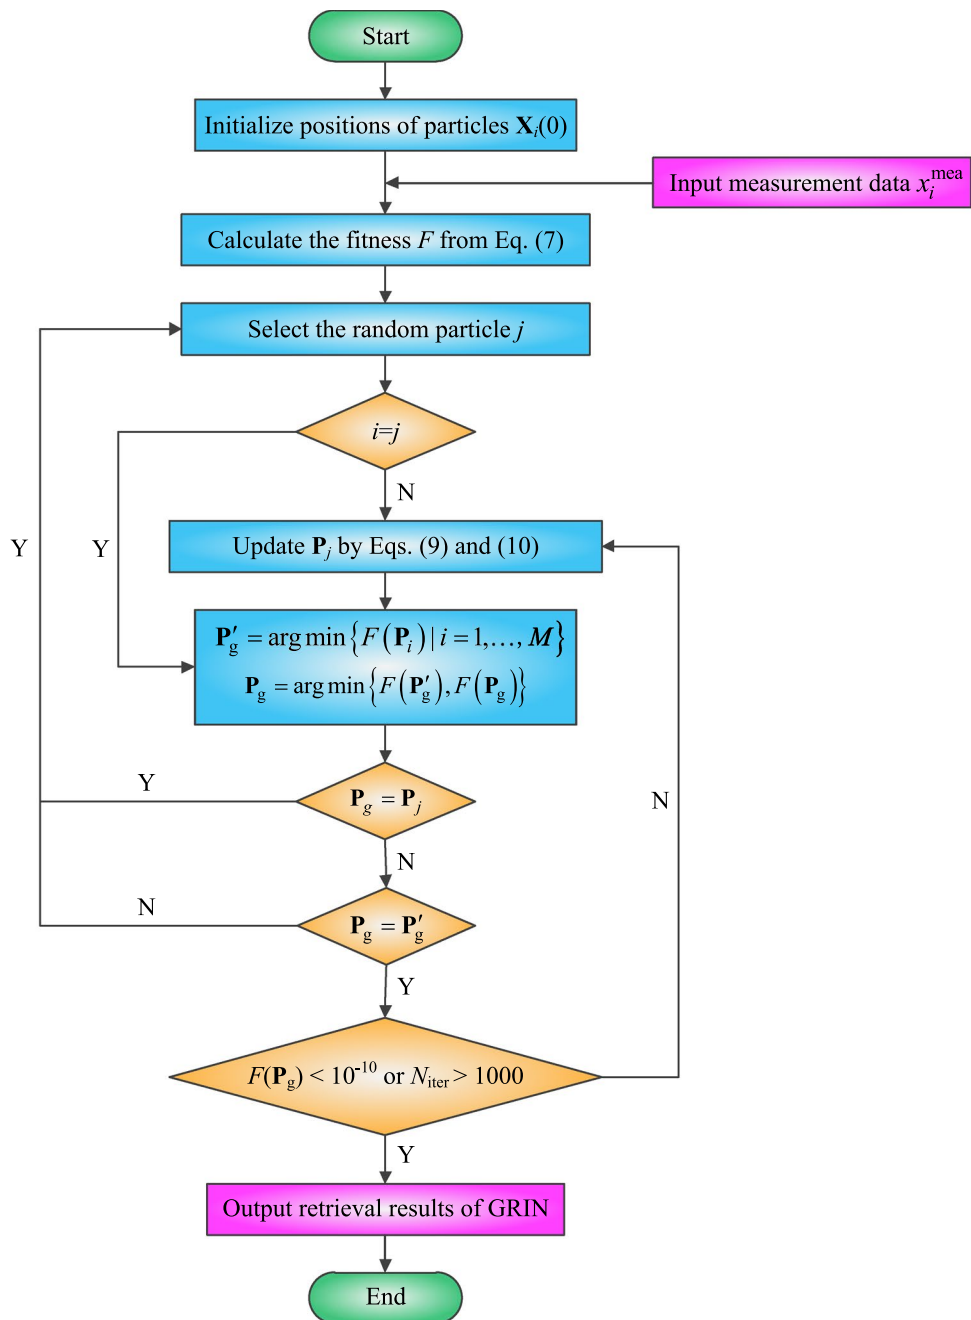 Start
Initialize positions of particles X_i(0)
Input measurement data x_i^mea
Calculate the fitness F from Eq. (7)
Select the random particle j
i=j
N
Y
Y
Update P_j by Eqs. (9) and (10)
P′_g = arg min{F(P_i) | i = 1,…, M}
P_g = arg min{F(P′_g), F(P_g)}
Y
P_g = P_j
N
N
N
P_g = P′_g
Y
F(P_g) < 10^-10 or N_iter > 1000
Y
Output retrieval results of GRIN
End